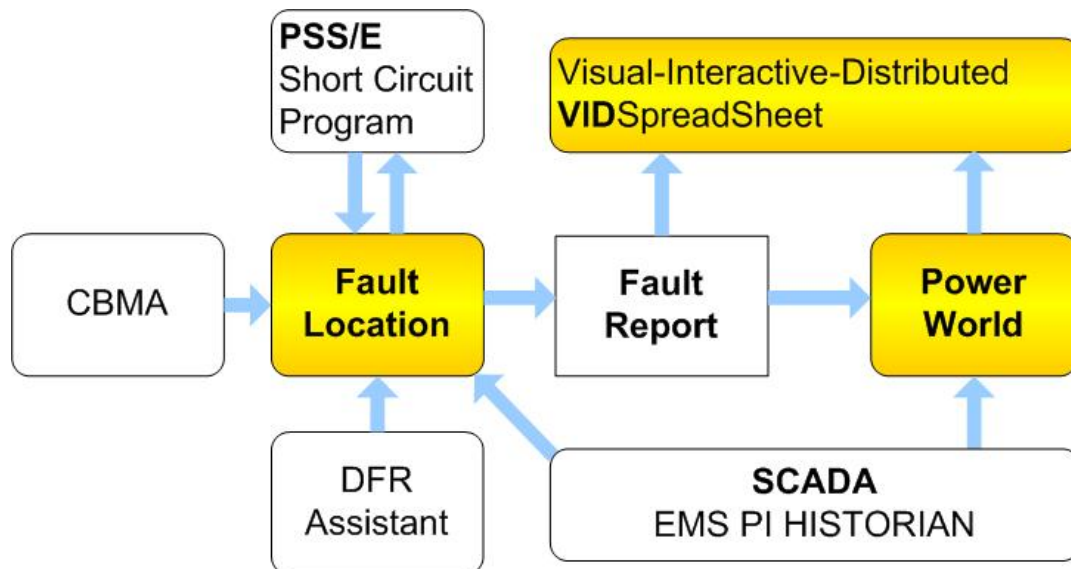 PSS/E
Short Circuit
Program
Visual-Interactive-Distributed
VIDSpreadSheet
CBMA
Fault
Location
Fault
Report
Power
World
DFR
Assistant
SCADA
EMS PI HISTORIAN